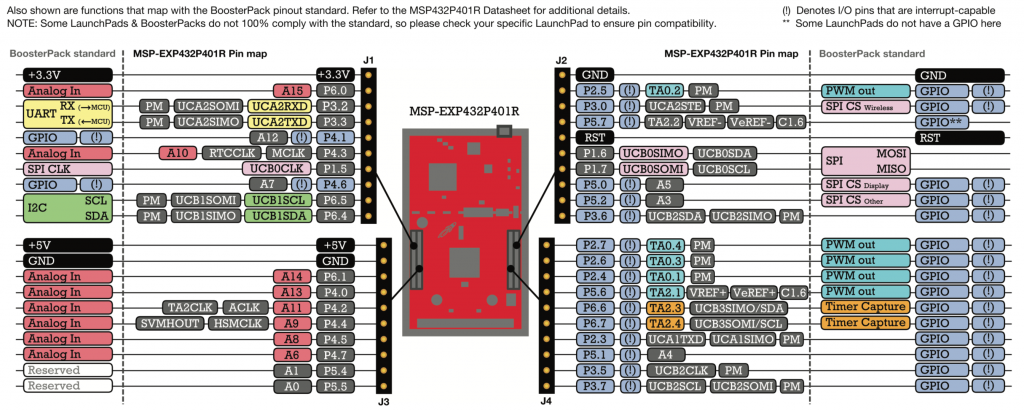 Also shown are functions that map with the BoosterPack pinout standard. Refer to the MSP432P401R Datasheet for additional details.
NOTE: Some LaunchPads & BoosterPacks do not 100% comply with the standard, so please check your specific LaunchPad to ensure pin compatibility.
(!) Denotes I/O pins that are interrupt-capable
** Some LaunchPads do not have a GPIO here
BoosterPack standard MSP-EXP432P401R Pin map
J1
+3.3V +3.3V
Analog In A15 P6.0
UART RX (→MCU) PM UCA2SOMI UCA2RXD P3.2
TX (←MCU) PM UCA2SIMO UCA2TXD P3.3
GPIO (!) A12 (!) P4.1
Analog In A10 RTCCLK MCLK P4.3
SPI CLK UCB0CLK P1.5
GPIO (!) A7 (!) P4.6
I2C SCL PM UCB1SOMI UCB1SCL P6.5
SDA PM UCB1SIMO UCB1SDA P6.4
+5V +5V
GND GND
Analog In A14 P6.1
Analog In A13 P4.0
Analog In TA2CLK ACLK A11 P4.2
Analog In SVMHOUT HSMCLK A9 P4.4
Analog In A8 P4.5
Analog In A6 P4.7
Reserved A1 P5.4
Reserved A0 P5.5
J3
MSP-EXP432P401R
MSP-EXP432P401R Pin map BoosterPack standard
J2
GND GND
P2.5 (!) TA0.2 PM PWM out GPIO (!)
P3.0 (!) UCA2STE PM SPI CS Wireless GPIO (!)
P5.7 (!) TA2.2 VREF- VeREF- C1.6 GPIO**
RST RST
P1.6 UCB0SIMO UCB0SDA SPI MOSI
P1.7 UCB0SOMI UCB0SCL MISO
P5.0 (!) A5 SPI CS Display GPIO (!)
P5.2 (!) A3 SPI CS Other GPIO (!)
P3.6 (!) UCB2SDA UCB2SIMO PM GPIO (!)
P2.7 (!) TA0.4 PM PWM out GPIO (!)
P2.6 (!) TA0.3 PM PWM out GPIO (!)
P2.4 (!) TA0.1 PM PWM out GPIO (!)
P5.6 (!) TA2.1 VREF+ VeREF+ C1.6 PWM out GPIO (!)
P6.6 (!) TA2.3 UCB3SIMO/SDA Timer Capture GPIO (!)
P6.7 (!) TA2.4 UCB3SOMI/SCL Timer Capture GPIO (!)
P2.3 (!) UCA1TXD UCA1SIMO PM GPIO (!)
P5.1 (!) A4 GPIO (!)
P3.5 (!) UCB2CLK PM GPIO (!)
P3.7 (!) UCB2SCL UCB2SOMI PM GPIO (!)
J4